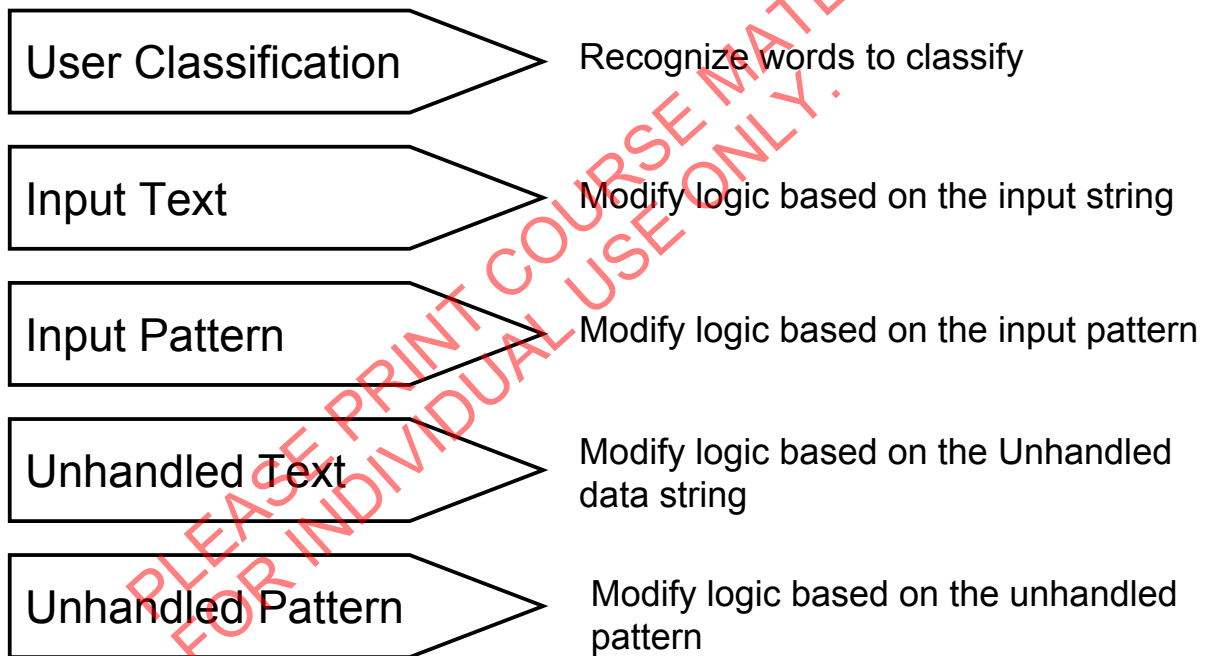 User Classification
Recognize words to classify
Input Text
Modify logic based on the input string
Input Pattern
Modify logic based on the input pattern
Unhandled Text
Modify logic based on the Unhandled
data string
Unhandled Pattern
Modify logic based on the unhandled
pattern
PLEASE PRINT COURSE
FOR INDIVIDUAL USE ONLY.